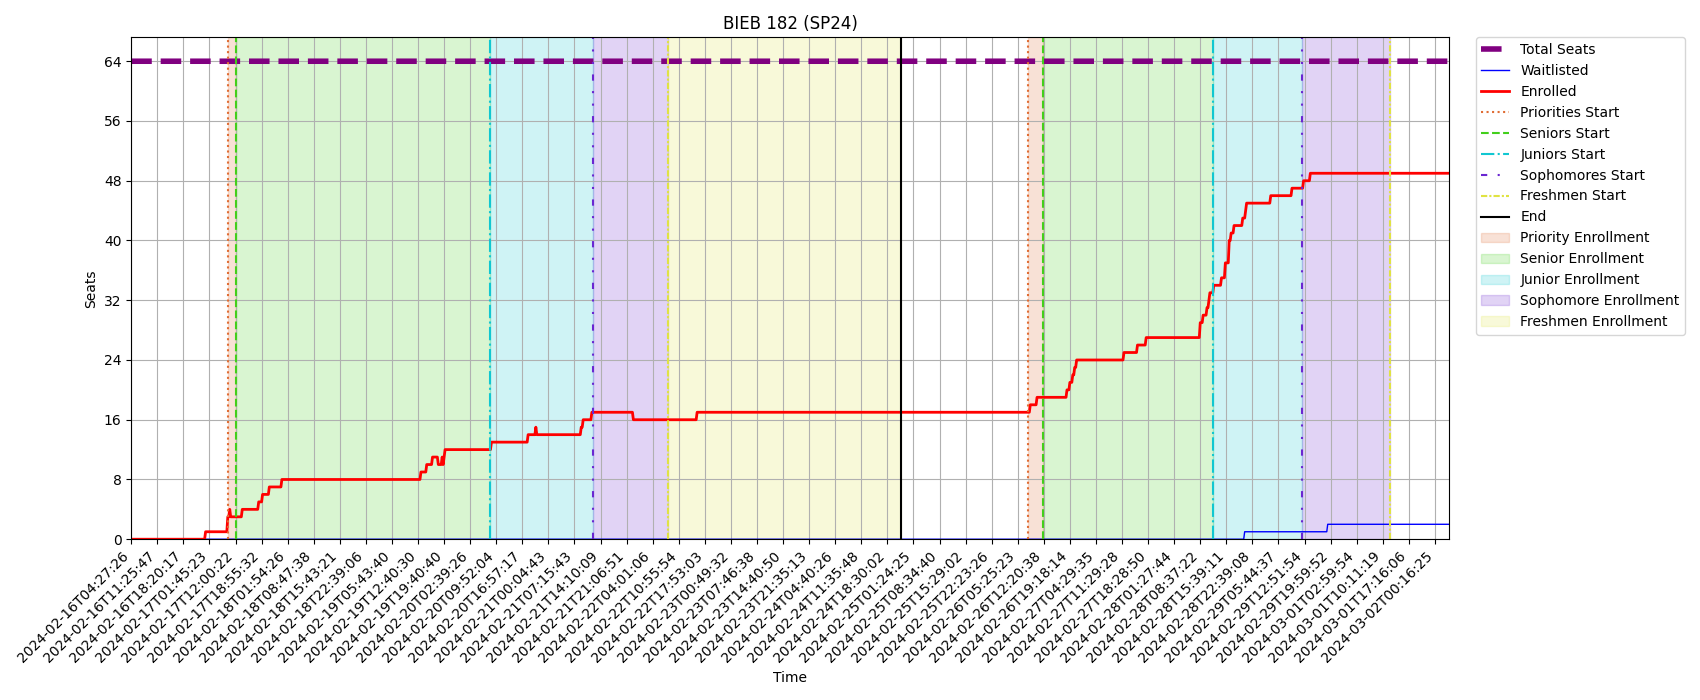 BIEB 182 (SP24)
Seats
64
56
48
40
32
24
16
8
0
2024-02-16T04:27:26
2024-02-16T11:25:47
2024-02-16T18:20:17
2024-02-17T01:45:23
2024-02-17T12:00:22
2024-02-17T18:55:32
2024-02-18T01:54:26
2024-02-18T08:47:38
2024-02-18T15:43:21
2024-02-18T22:39:06
2024-02-19T05:43:40
2024-02-19T12:40:30
2024-02-19T19:40:40
2024-02-20T02:39:26
2024-02-20T09:52:04
2024-02-20T16:57:17
2024-02-21T00:04:43
2024-02-21T07:15:43
2024-02-21T14:10:09
2024-02-21T21:06:51
2024-02-22T04:01:06
2024-02-22T10:55:54
2024-02-22T17:53:03
2024-02-23T00:49:32
2024-02-23T07:46:38
2024-02-23T14:40:50
2024-02-23T21:35:13
2024-02-24T04:40:26
2024-02-24T11:35:48
2024-02-24T18:30:02
2024-02-25T01:24:25
2024-02-25T08:34:40
2024-02-25T15:29:02
2024-02-25T22:23:26
2024-02-26T05:25:23
2024-02-26T12:20:38
2024-02-26T19:18:14
2024-02-27T04:29:35
2024-02-27T11:29:28
2024-02-27T18:28:50
2024-02-28T01:27:44
2024-02-28T08:37:22
2024-02-28T15:39:11
2024-02-28T22:39:08
2024-02-29T05:44:37
2024-02-29T12:51:54
2024-02-29T19:59:52
2024-03-01T02:59:54
2024-03-01T10:11:19
2024-03-01T17:16:06
2024-03-02T00:16:25
Time
Total Seats
Waitlisted
Enrolled
Priorities Start
Seniors Start
Juniors Start
Sophomores Start
Freshmen Start
End
Priority Enrollment
Senior Enrollment
Junior Enrollment
Sophomore Enrollment
Freshmen Enrollment